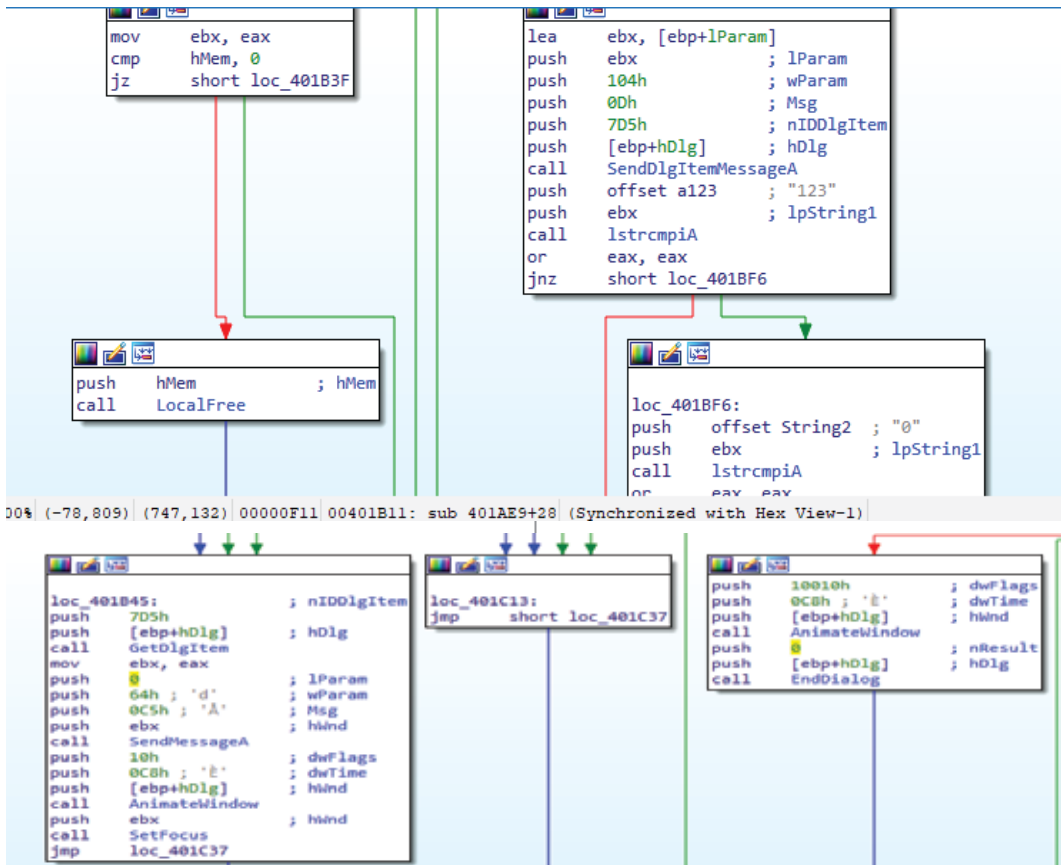 mov ebx, eax
cmp hMem, 0
jz short loc_401B3F
lea ebx, [ebp+lParam]
push ebx ; lParam
push 104h ; wParam
push 0Dh ; Msg
push 7D5h ; nIDDlgItem
push [ebp+hDlg] ; hDlg
call SendDlgItemMessageA
push offset a123 ; "123"
push ebx ; lpString1
call lstrcmpiA
or eax, eax
jnz short loc_401BF6
push hMem ; hMem
call LocalFree
loc_401BF6:
push offset String2 ; "0"
push ebx ; lpString1
call lstrcmpiA
or eax, eax
00% (-78,809) (747,132) 00000F11 00401B11: sub 401AE9+28 (Synchronized with Hex View-1)
loc_401B45: ; nIDDlgItem
push 7D5h
push [ebp+hDlg] ; hDlg
call GetDlgItem
mov ebx, eax
push 0 ; lParam
push 64h ; 'd' ; wParam
push 0C5h ; 'Å' ; Msg
push ebx ; hWnd
call SendMessageA
push 10h ; dwFlags
push 0C8h ; 'È' ; dwTime
push [ebp+hDlg] ; hWnd
call AnimateWindow
push ebx ; hWnd
call SetFocus
jmp loc_401C37
loc_401C13:
jmp short loc_401C37
push 10010h ; dwFlags
push 0C8h ; 'È' ; dwTime
push [ebp+hDlg] ; hWnd
call AnimateWindow
push 0 ; nResult
push [ebp+hDlg] ; hDlg
call EndDialog